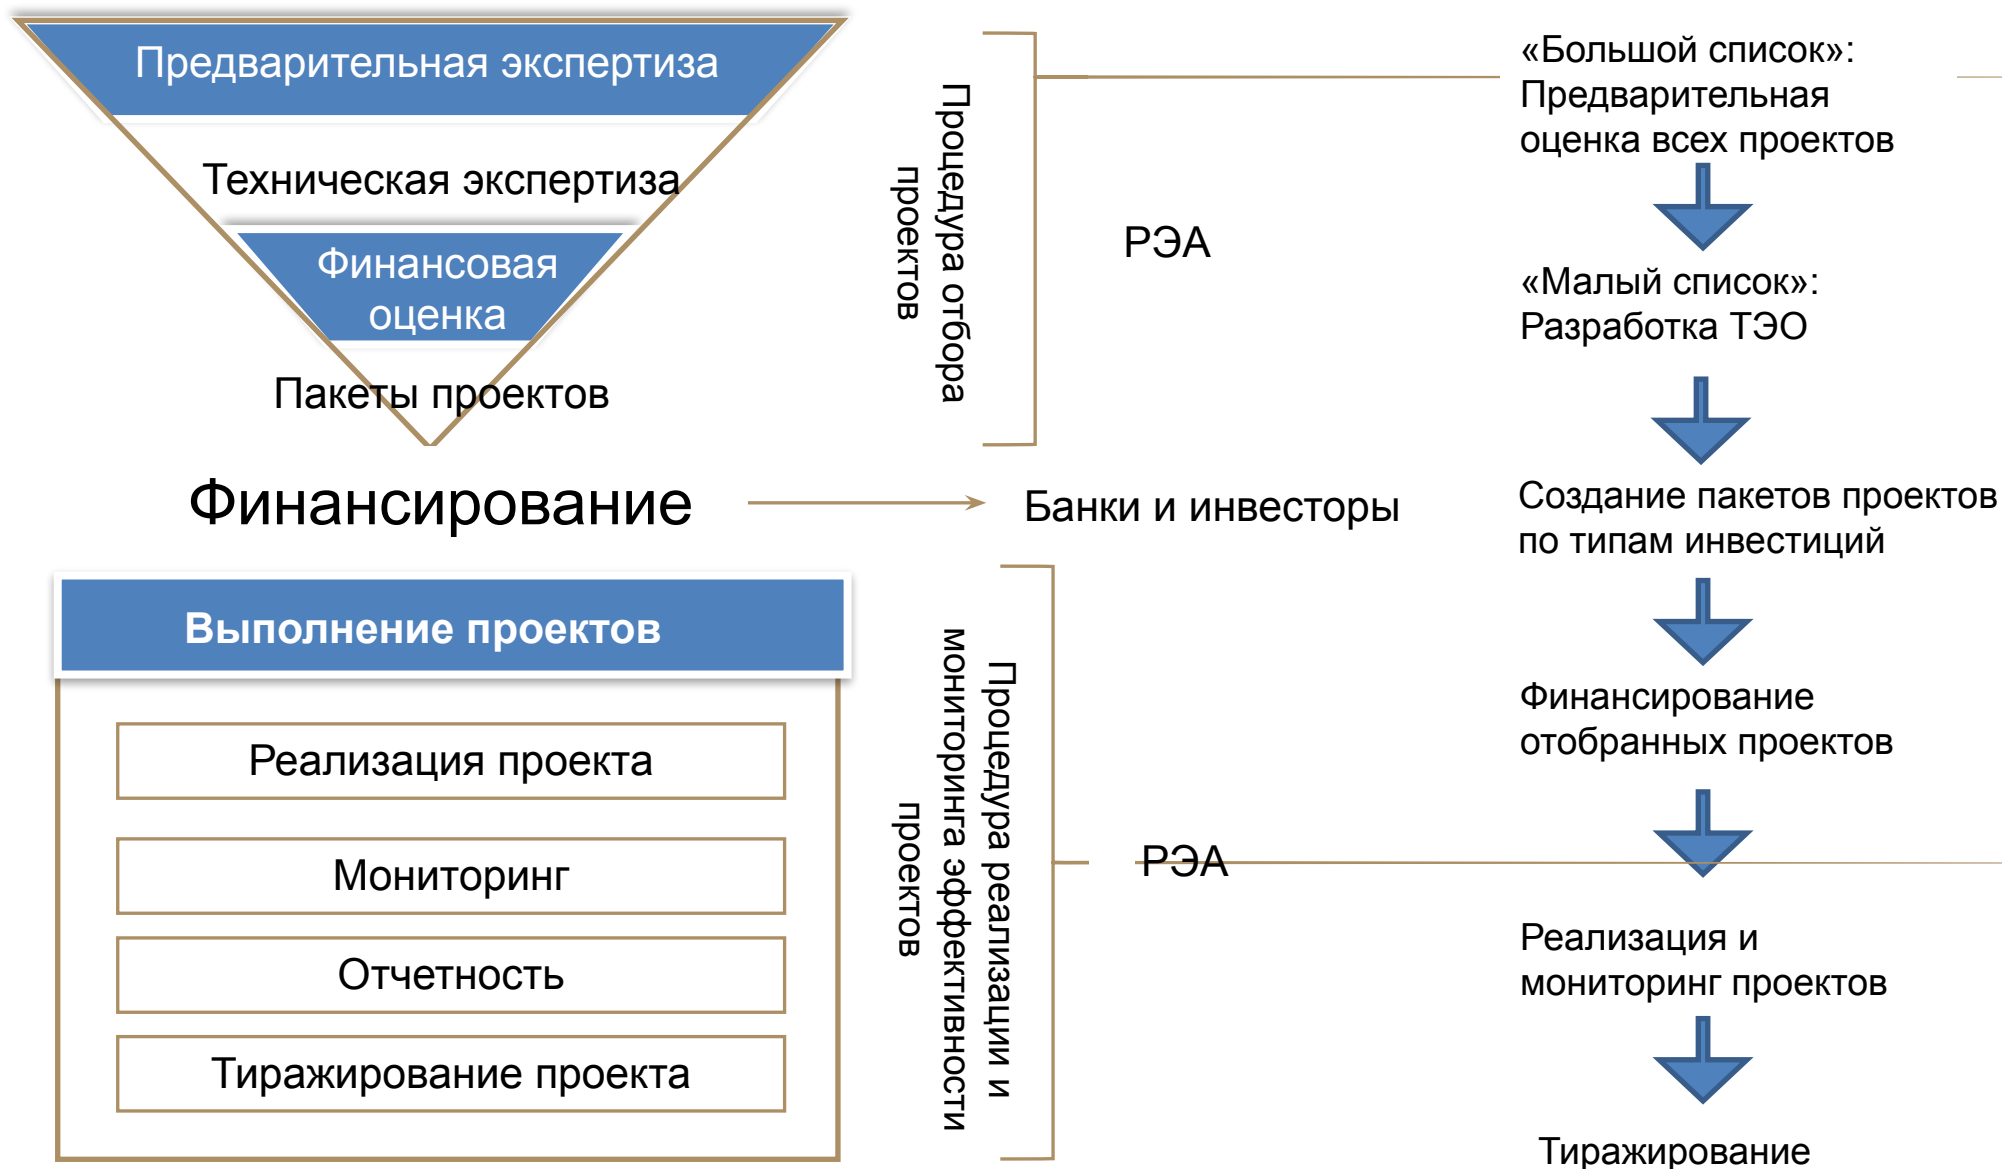 Предварительная экспертиза
Техническая экспертиза
Финансовая
оценка
Пакеты проектов
Финансирование
Выполнение проектов
Реализация проекта
Мониторинг
Отчетность
Тиражирование проекта
Процедура отбора
проектов
РЭА
Банки и инвесторы
Процедура реализации и
мониторинга эффективности
проектов
РЭА
«Большой список»:
Предварительная
оценка всех проектов
«Малый список»:
Разработка ТЭО
Создание пакетов проектов
по типам инвестиций
Финансирование
отобранных проектов
Реализация и
мониторинг проектов
Тиражирование